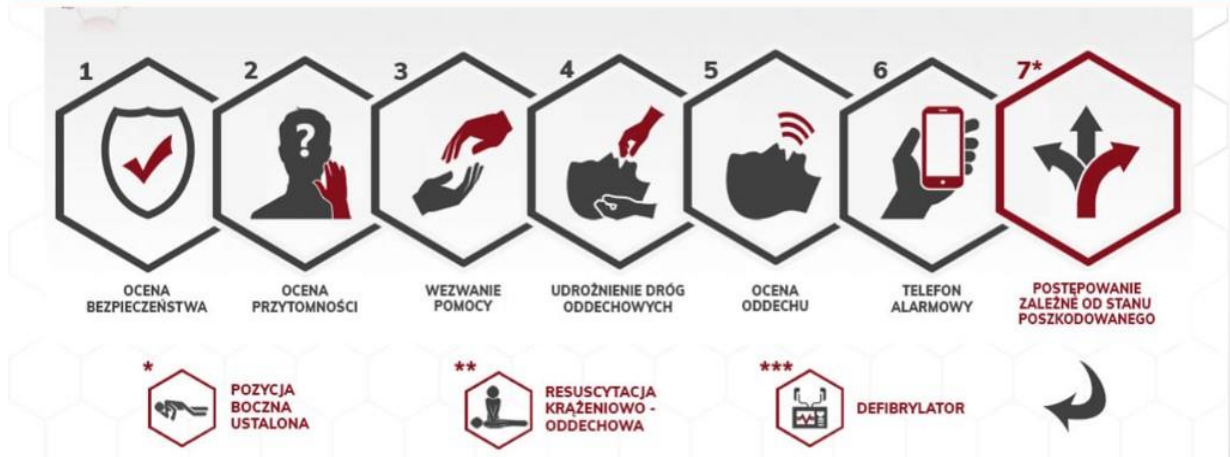 1
2
3
4
5
6
7*
?
OCENA
BEZPIECZEŃSTWA
OCENA
PRZYTOMNOŚCI
WEZWANIE
POMOCY
UDROŻNIENIE DRÓG
ODDECHOWYCH
OCENA
ODDECHU
TELEFON
ALARMOWY
POSTĘPOWANIE
ZALEŻNE OD STANU
POSZKODOWANEGO
*
POZYCJA
BOCZNA
USTALONA
**
RESUSCYTACJA
KRĄŻENIOWO -
ODDECHOWA
***
DEFIBRYLATOR